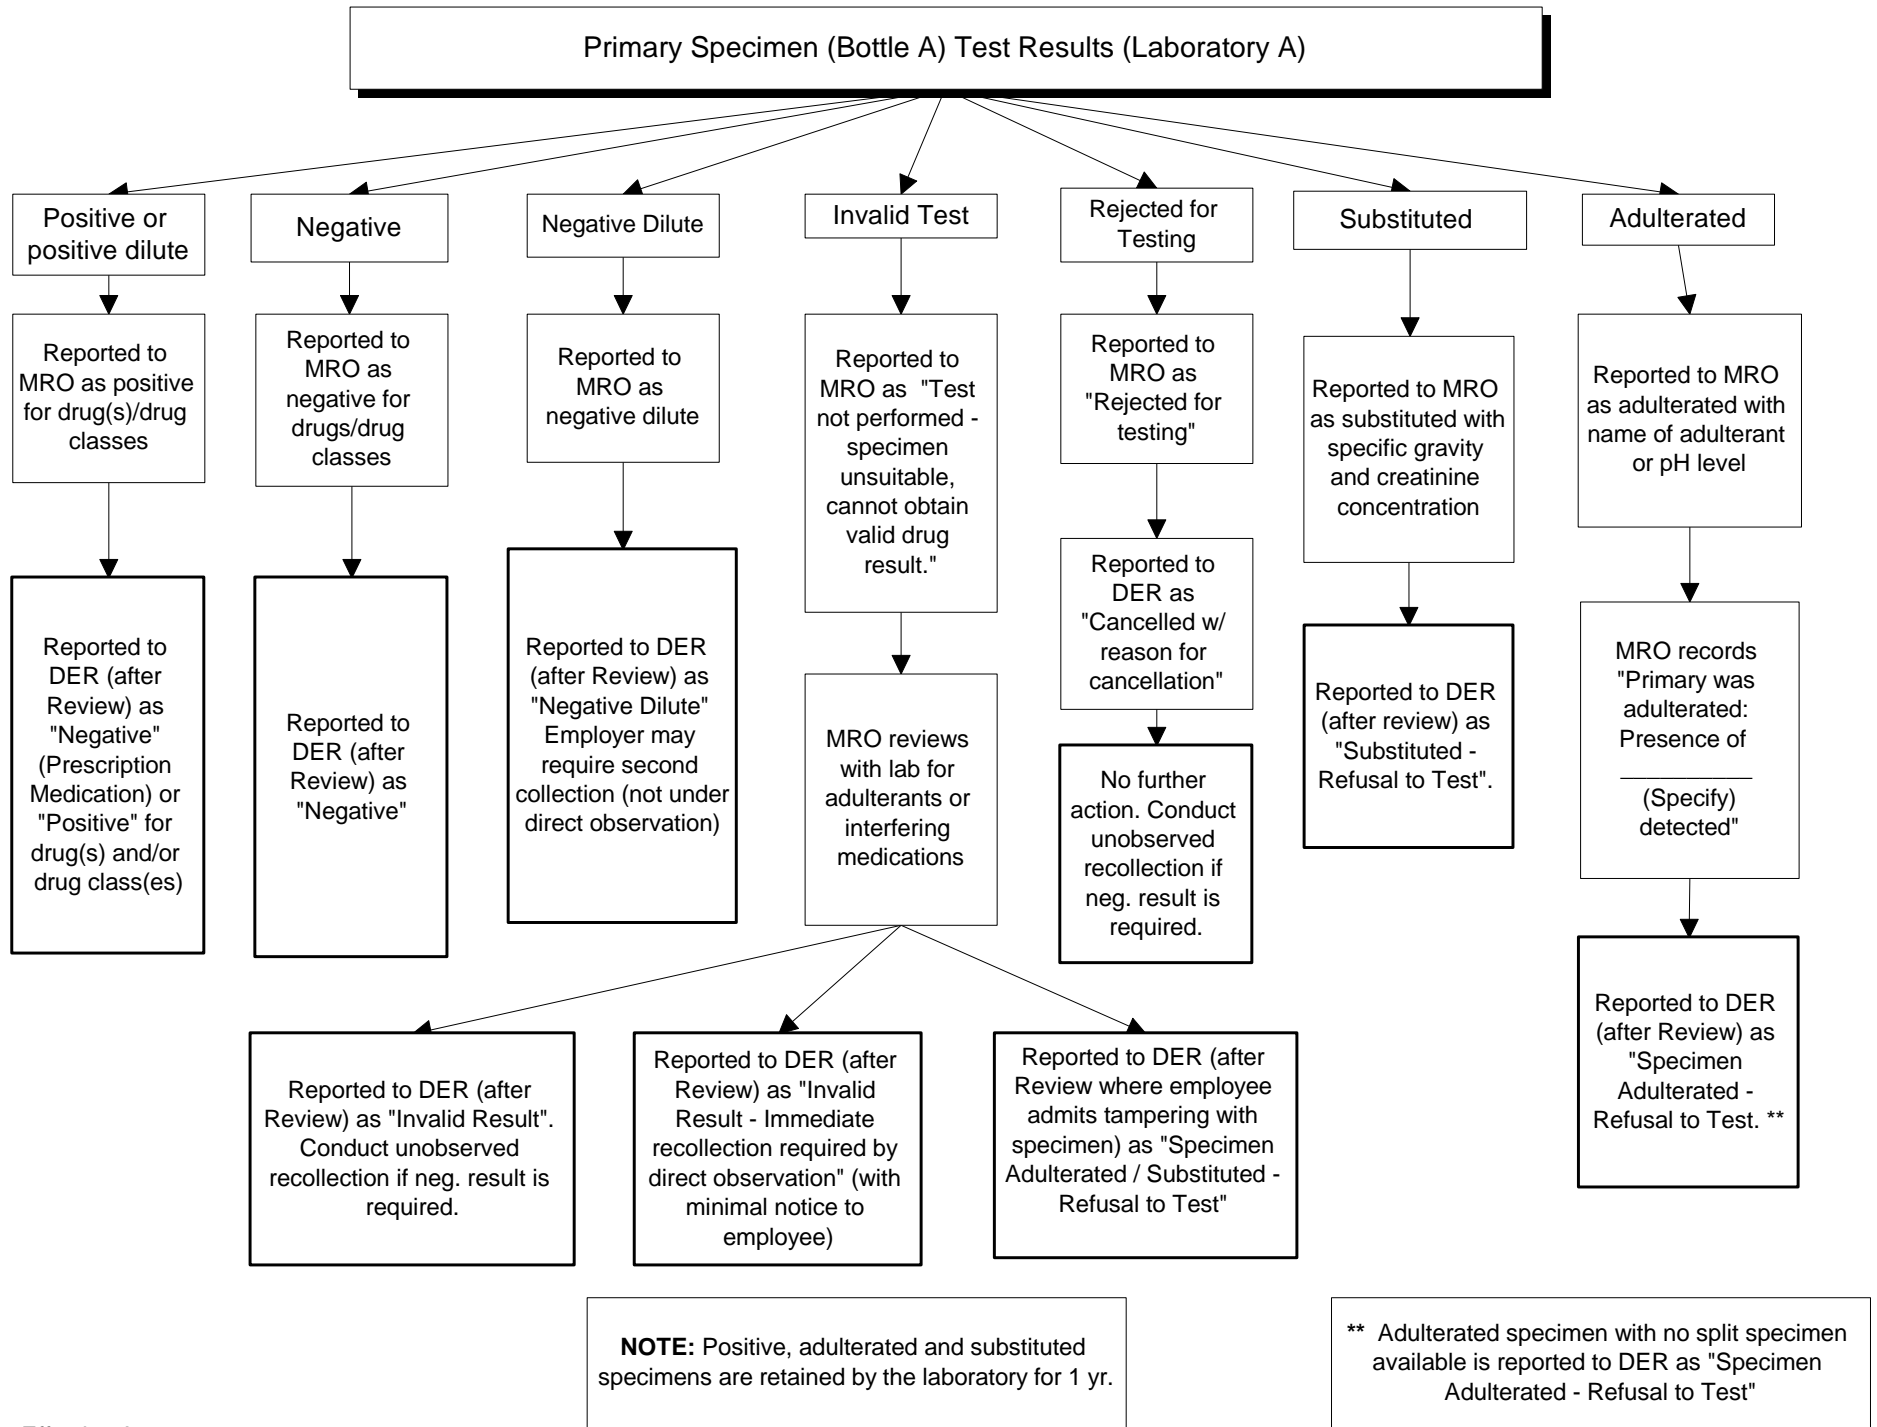 Primary Specimen (Bottle A) Test Results (Laboratory A)
Positive or
positive dilute
Negative
Negative Dilute
Invalid Test
Rejected for
Testing
Substituted
Adulterated
Reported to
MRO as positive
for drug(s)/drug
classes
Reported to
MRO as
negative for
drugs/drug
classes
Reported to
MRO as
negative dilute
Reported to
MRO as "Test
not performed -
specimen
unsuitable,
cannot obtain
valid drug
result."
Reported to
MRO as
"Rejected for
testing"
Reported to MRO
as substituted with
specific gravity
and creatinine
concentration
Reported to MRO
as adulterated with
name of adulterant
or pH level
Reported to
DER (after
Review) as
"Negative"
(Prescription
Medication) or
"Positive" for
drug(s) and/or
drug class(es)
Reported to
DER (after
Review) as
"Negative"
Reported to DER
(after Review) as
"Negative Dilute"
Employer may
require second
collection (not under
direct observation)
MRO reviews
with lab for
adulterants or
interfering
medications
Reported to
DER as
"Cancelled w/
reason for
cancellation"
No further
action. Conduct
unobserved
recollection if
neg. result is
required.
Reported to DER
(after review) as
"Substituted -
Refusal to Test".
MRO records
"Primary was
adulterated:
Presence of
___________
(Specify)
detected"
Reported to DER
(after Review) as
"Specimen
Adulterated -
Refusal to Test. **
Reported to DER (after
Review) as "Invalid Result".
Conduct unobserved
recollection if neg. result is
required.
Reported to DER (after
Review) as "Invalid
Result - Immediate
recollection required by
direct observation" (with
minimal notice to
employee)
Reported to DER (after
Review where employee
admits tampering with
specimen) as "Specimen
Adulterated / Substituted -
Refusal to Test"
NOTE: Positive, adulterated and substituted
specimens are retained by the laboratory for 1 yr.
** Adulterated specimen with no split specimen
available is reported to DER as "Specimen
Adulterated - Refusal to Test"